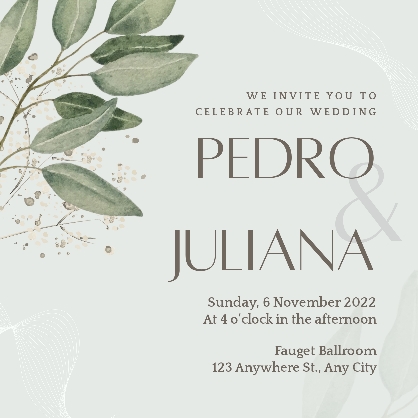 WE INVITE YOU TO
CELEBRATE OUR WEDDING
PEDRO
&
JULIANA
Sunday, 6 November 2022
At 4 o'clock in the afternoon
Fauget Ballroom
123 Anywhere St., Any City